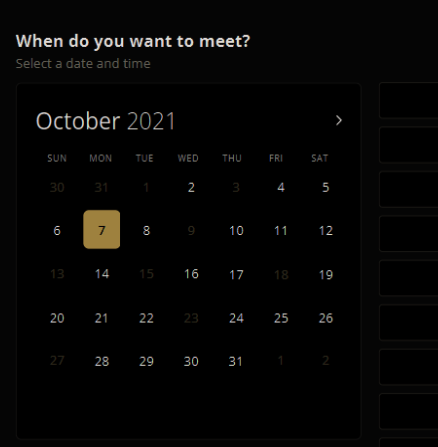 When do you want to meet?
Select a date and time
October 2021 >
SUN MON TUE WED THU FRI SAT
30 31 1 2 3 4 5
6 7 8 9 10 11 12
13 14 15 16 17 18 19
20 21 22 23 24 25 26
27 28 29 30 31 1 2